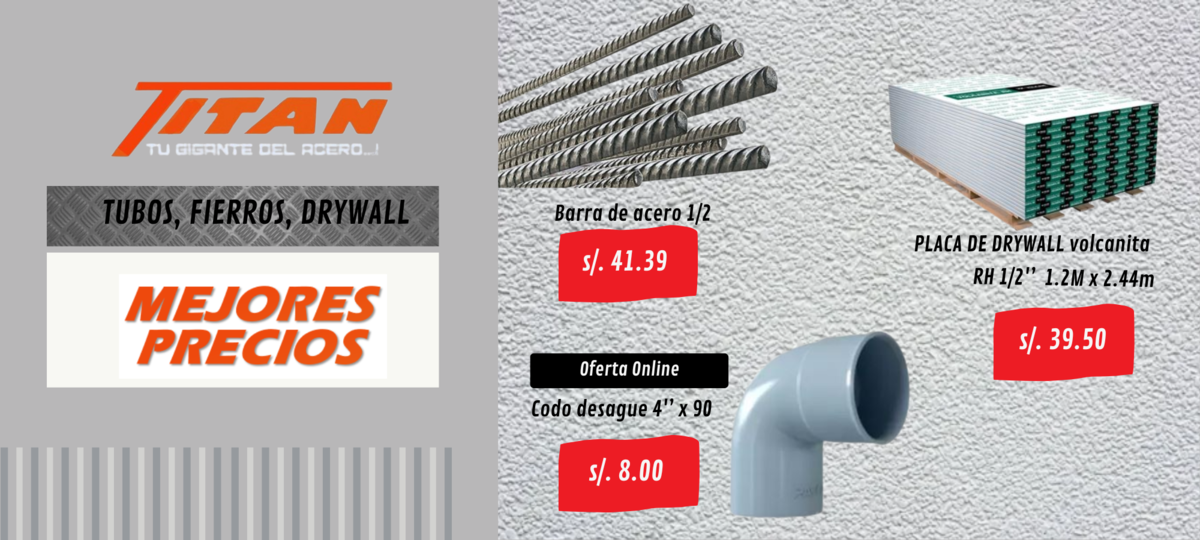 TITAN
TU GIGANTE DEL ACERO....!
TUBOS, FIERROS, DRYWALL
MEJORES
PRECIOS
Barra de acero 1/2
s/. 41.39
PLACA DE DRYWALL volcanita
RH 1/2'' 1.2M x 2.44m
s/. 39.50
Oferta Online
Codo desague 4'' x 90
s/. 8.00